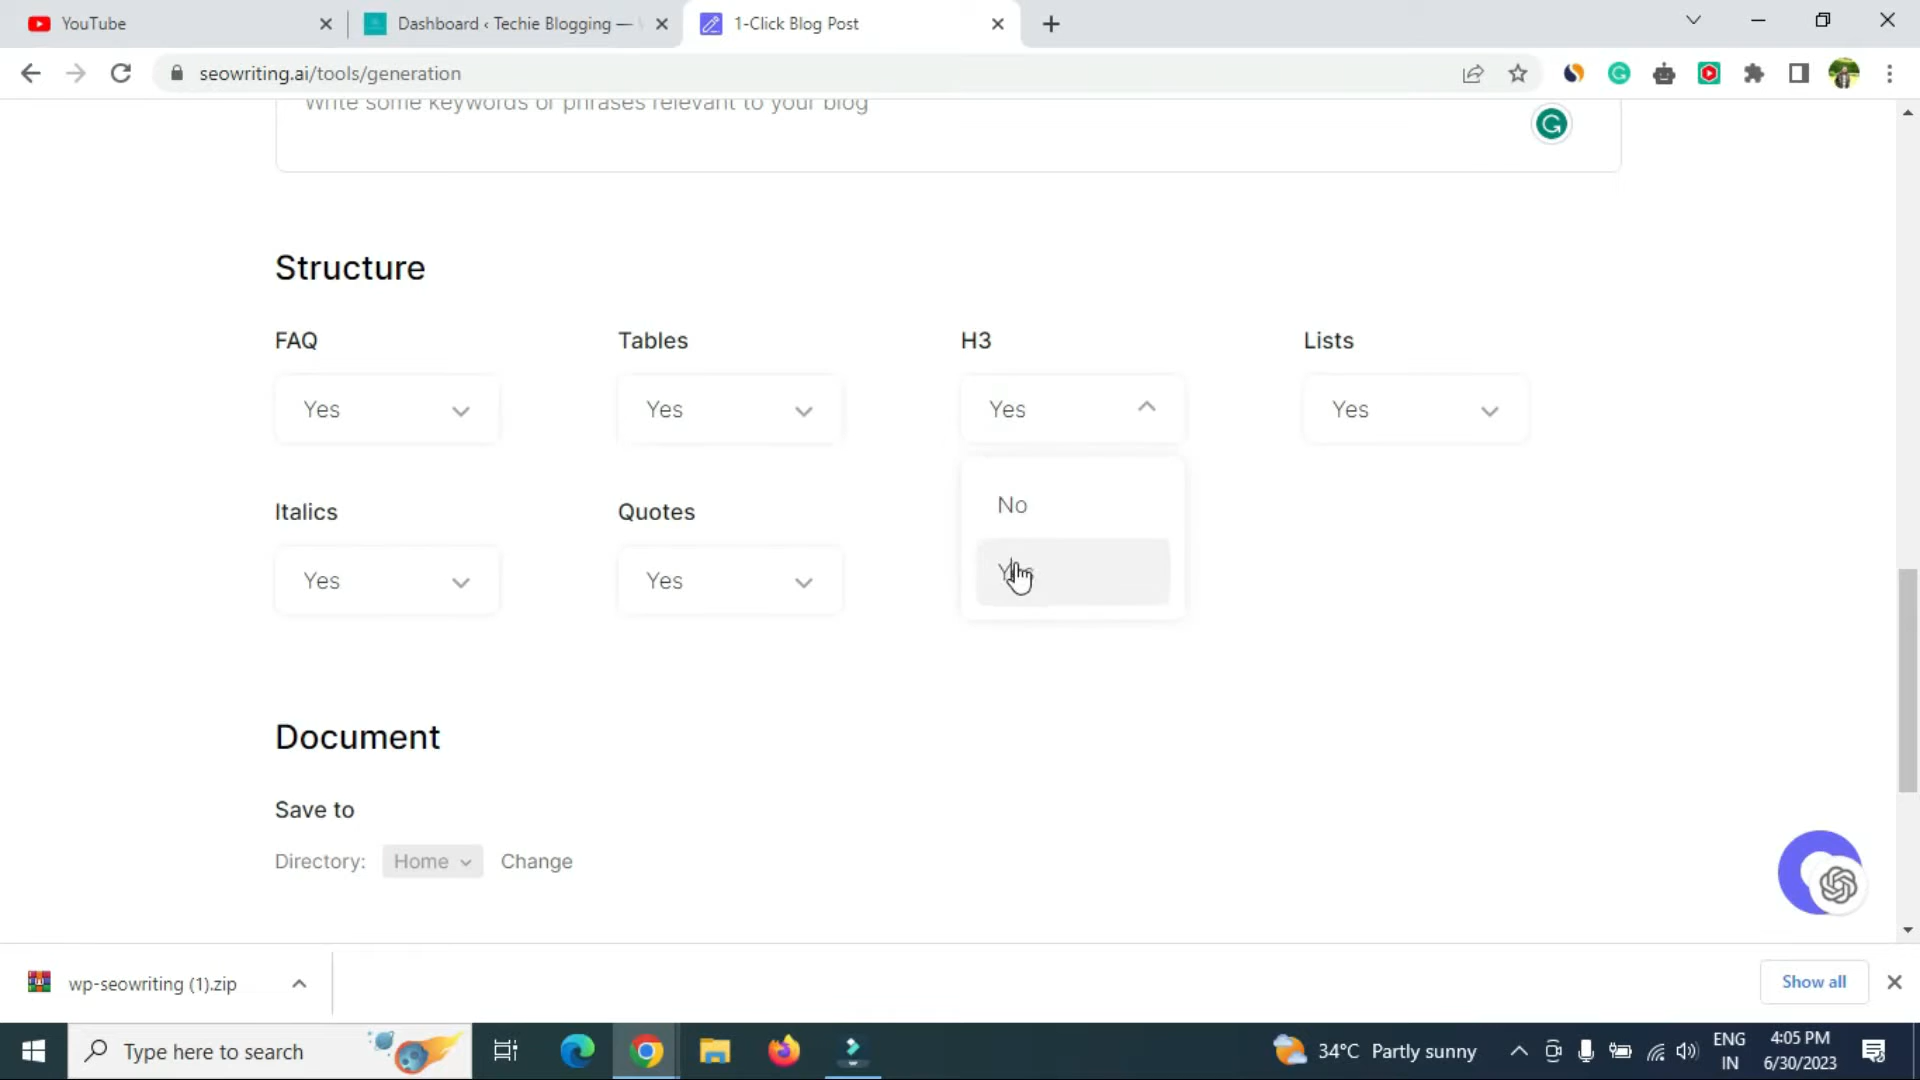 YouTube
Dashboard ‹ Techie Blogging —
1-Click Blog Post
seowriting.ai/tools/generation
Write some keywords or phrases relevant to your blog
Structure
FAQ
Tables
H3
Lists
Yes
Yes
Yes
Yes
No
Italics
Quotes
Yes
Yes
Yes
Document
Save to
Directory: Home Change
wp-seowriting (1).zip
Show all
Type here to search
34°C Partly sunny
ENG
IN
4:05 PM
6/30/2023